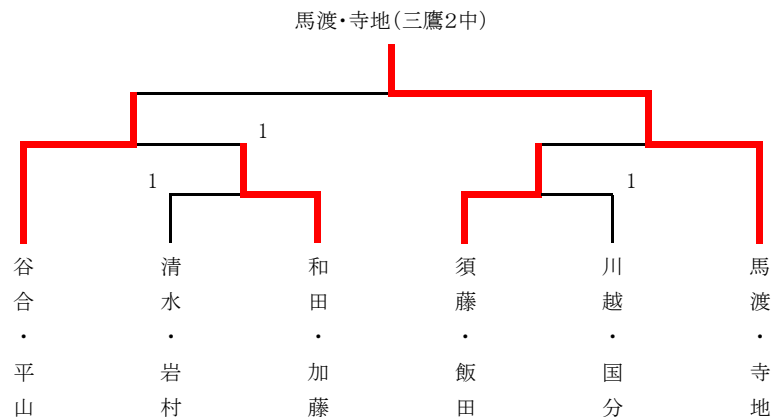 馬渡・寺地(三鷹2中)
1
1
1
谷合・平山
清水・岩村
和田・加藤
須藤・飯田
川越・国分
馬渡・寺地